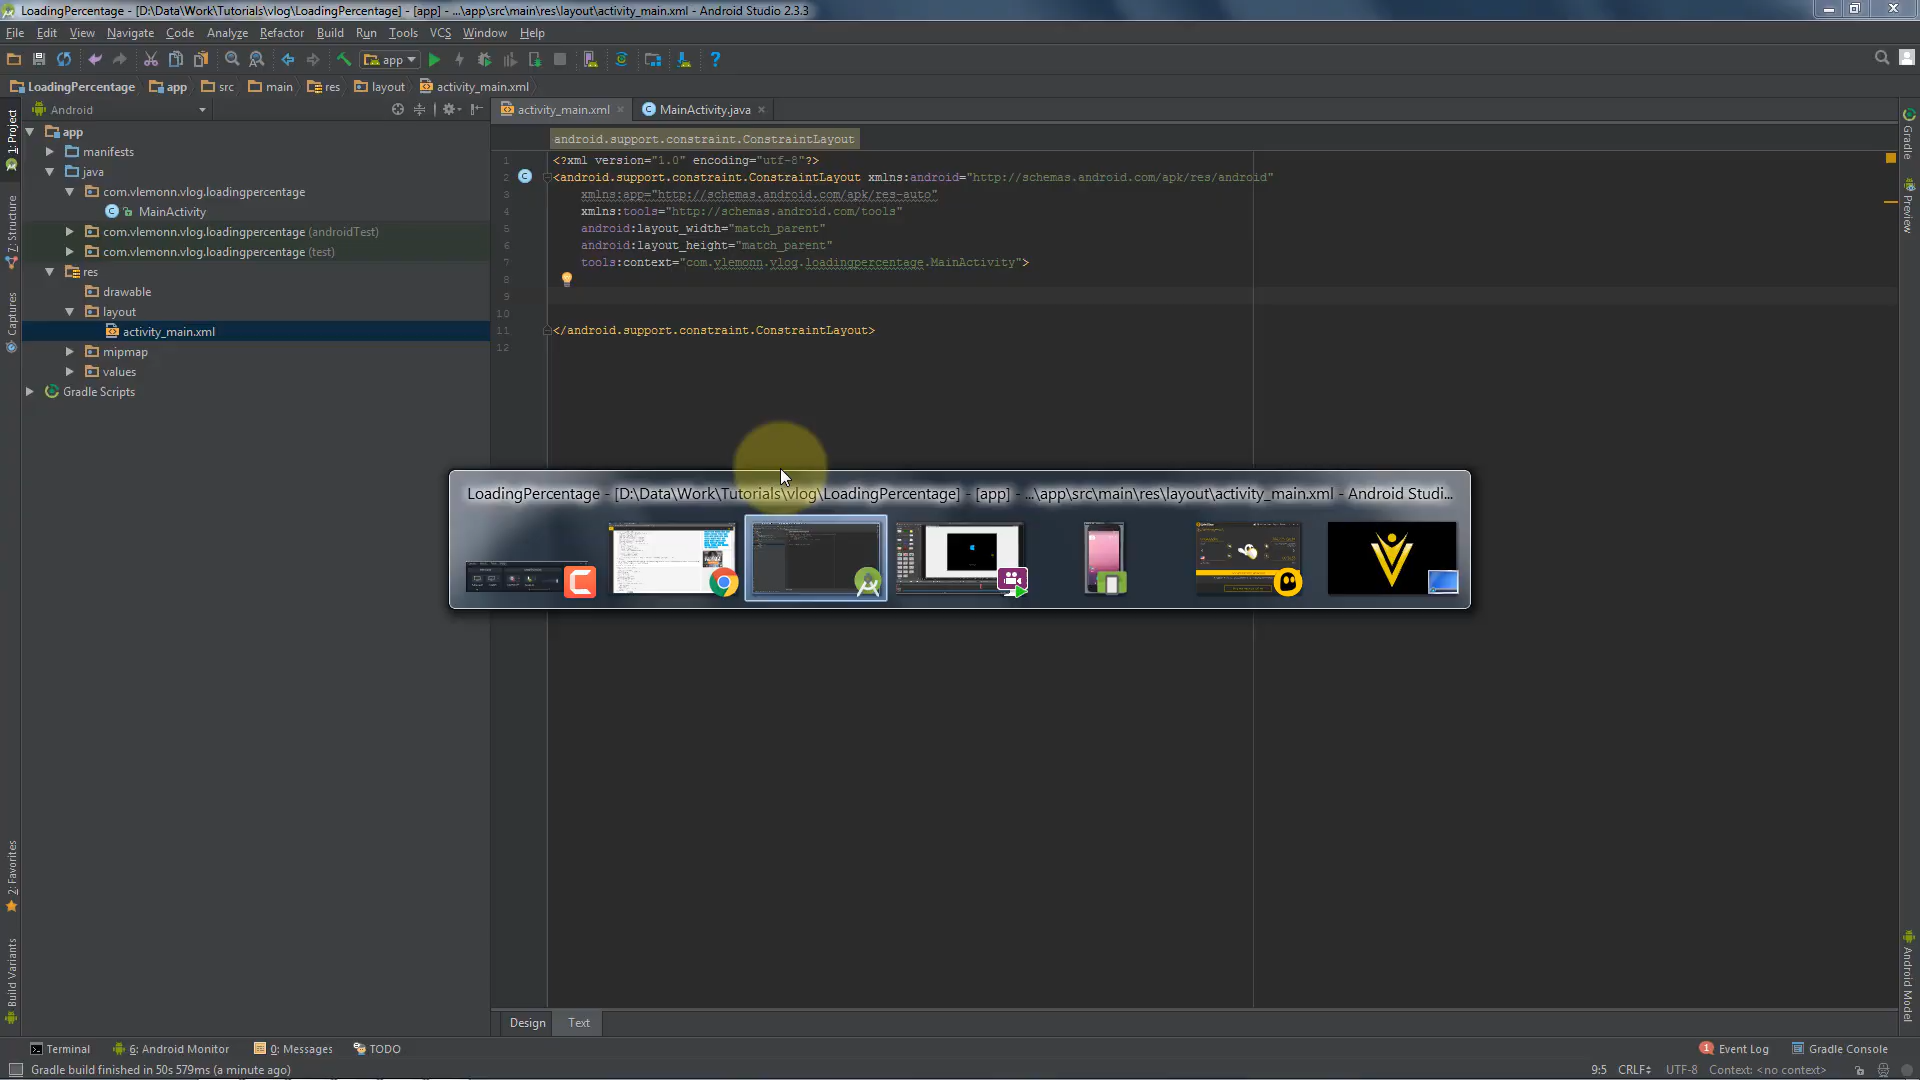 LoadingPercentage - [D:\Data\Work\Tutorials\vlog\LoadingPercentage] - [app] - ...\app\src\main\res\layout\activity_main.xml - Android Studio 2.3.3
File Edit View Navigate Code Analyze Refactor Build Run Tools VCS Window Help
app
LoadingPercentage app src main res layout activity_main.xml
Android
activity_main.xml MainActivity.java
1: Project
7: Structure
Captures
2: Favorites
Build Variants
app
manifests
java
com.vlemonn.vlog.loadingpercentage
MainActivity
com.vlemonn.vlog.loadingpercentage (androidTest)
com.vlemonn.vlog.loadingpercentage (test)
res
drawable
layout
activity_main.xml
mipmap
values
Gradle Scripts
android.support.constraint.ConstraintLayout
1 <?xml version="1.0" encoding="utf-8"?>
2 <android.support.constraint.ConstraintLayout xmlns:android="http://schemas.android.com/apk/res/android"
3 xmlns:app="http://schemas.android.com/apk/res-auto"
4 xmlns:tools="http://schemas.android.com/tools"
5 android:layout_width="match_parent"
6 android:layout_height="match_parent"
7 tools:context="com.vlemonn.vlog.loadingpercentage.MainActivity">
8
9
10
11 </android.support.constraint.ConstraintLayout>
12
LoadingPercentage - [D:\Data\Work\Tutorials\vlog\LoadingPercentage] - [app] - ...\app\src\main\res\layout\activity_main.xml - Android Studi...
Gradle
Preview
Android Model
Design Text
Terminal 6: Android Monitor 0: Messages TODO
1 Event Log Gradle Console
Gradle build finished in 50s 579ms (a minute ago)
9:5 CRLF UTF-8 Context: <no context>